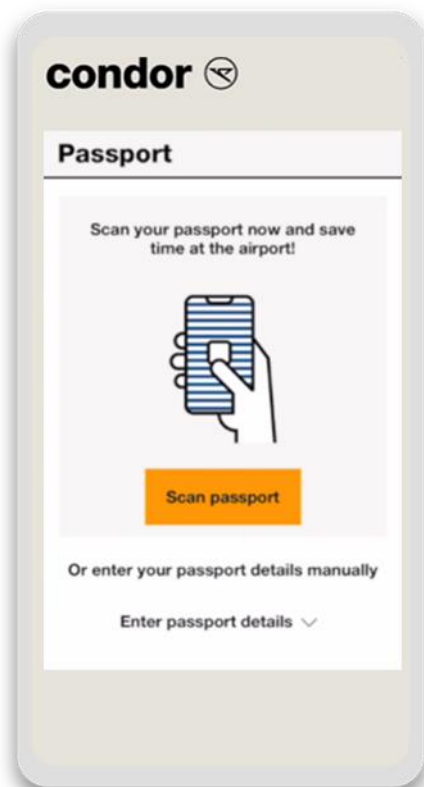 condor
Passport
Scan your passport now and save
time at the airport!
Scan passport
Or enter your passport details manually
Enter passport details